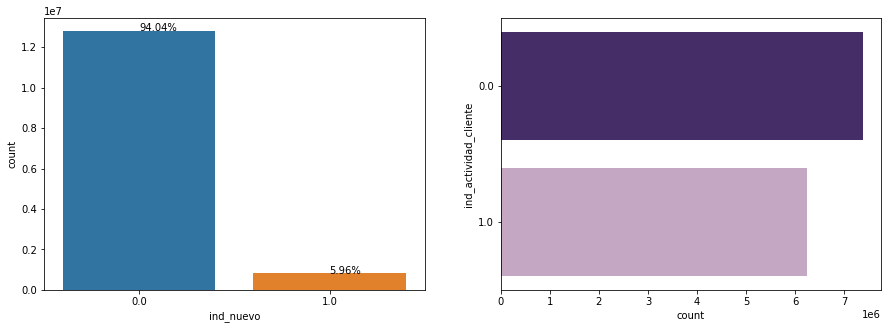 1e7
94.04%
1.2
1.0
0.8
0.6
0.4
0.2
0.0
count
5.96%
0.0 1.0
ind_nuevo
ind_actividad_cliente
0.0
1.0
0 1 2 3 4 5 6 7
count
1e6